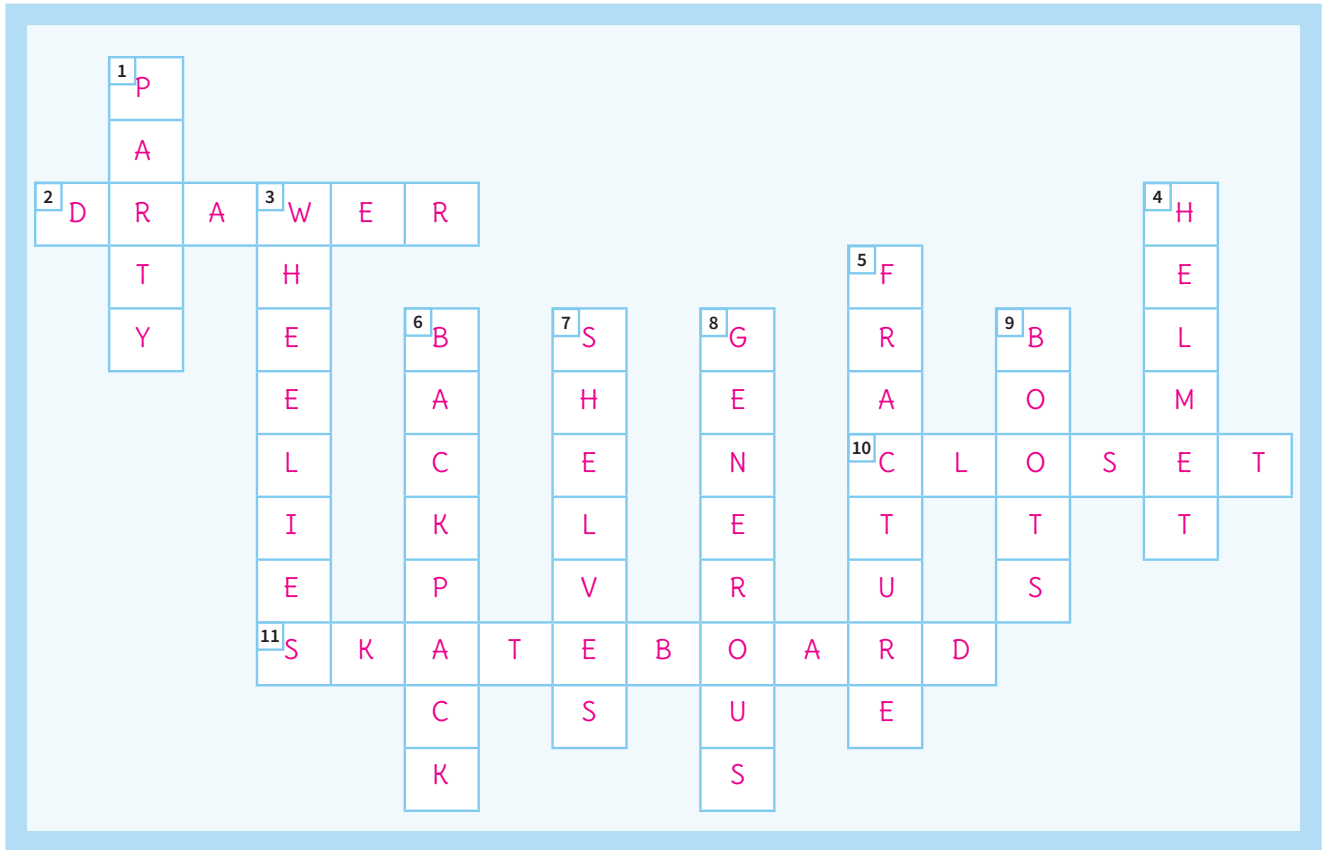 1 P
A
2 D R A 3 W E R 4 H
T H 5 F E
Y E 6 B 7 S 8 G R 9 B L
E A H E A O M
L C E N 10 C L O S E T
I K L E T T T
E P V R U S
11 S K A T E B O A R D
C S U E
K S